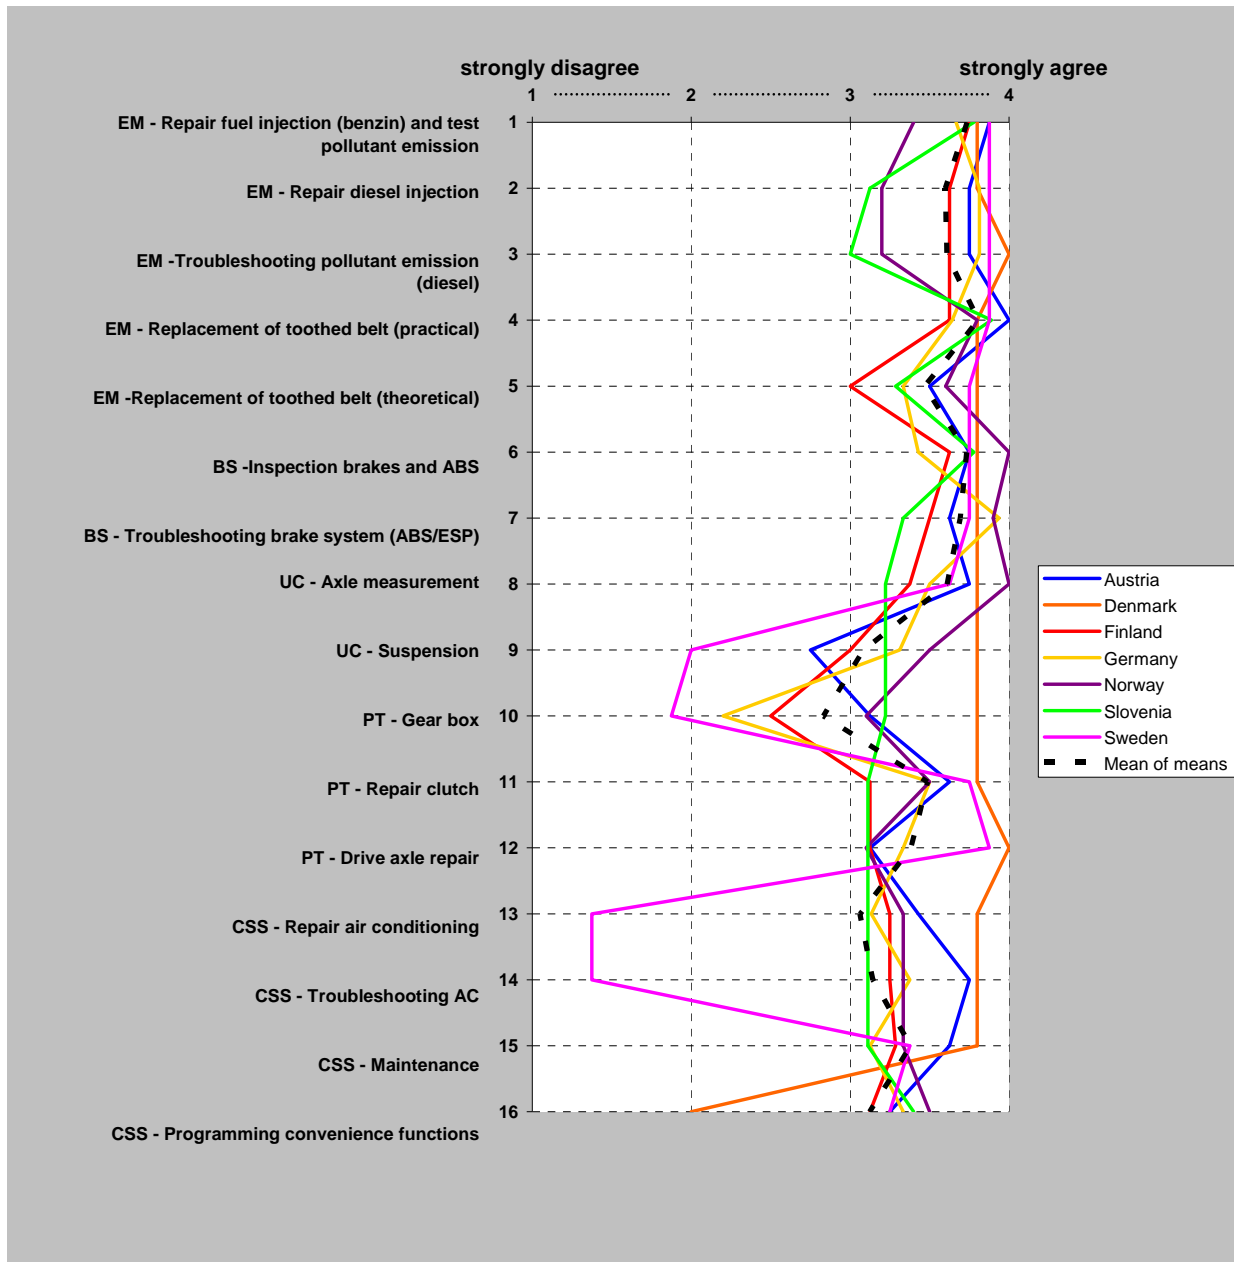 strongly disagree strongly agree
1 2 3 4
EM - Repair fuel injection (benzin) and test
pollutant emission
1
EM - Repair diesel injection
2
EM -Troubleshooting pollutant emission
(diesel)
3
EM - Replacement of toothed belt (practical)
4
EM -Replacement of toothed belt (theoretical)
5
BS -Inspection brakes and ABS
6
BS - Troubleshooting brake system (ABS/ESP)
7
UC - Axle measurement
8
UC - Suspension
9
PT - Gear box
10
PT - Repair clutch
11
PT - Drive axle repair
12
CSS - Repair air conditioning
13
CSS - Troubleshooting AC
14
CSS - Maintenance
15
CSS - Programming convenience functions
16
Austria
Denmark
Finland
Germany
Norway
Slovenia
Sweden
Mean of means